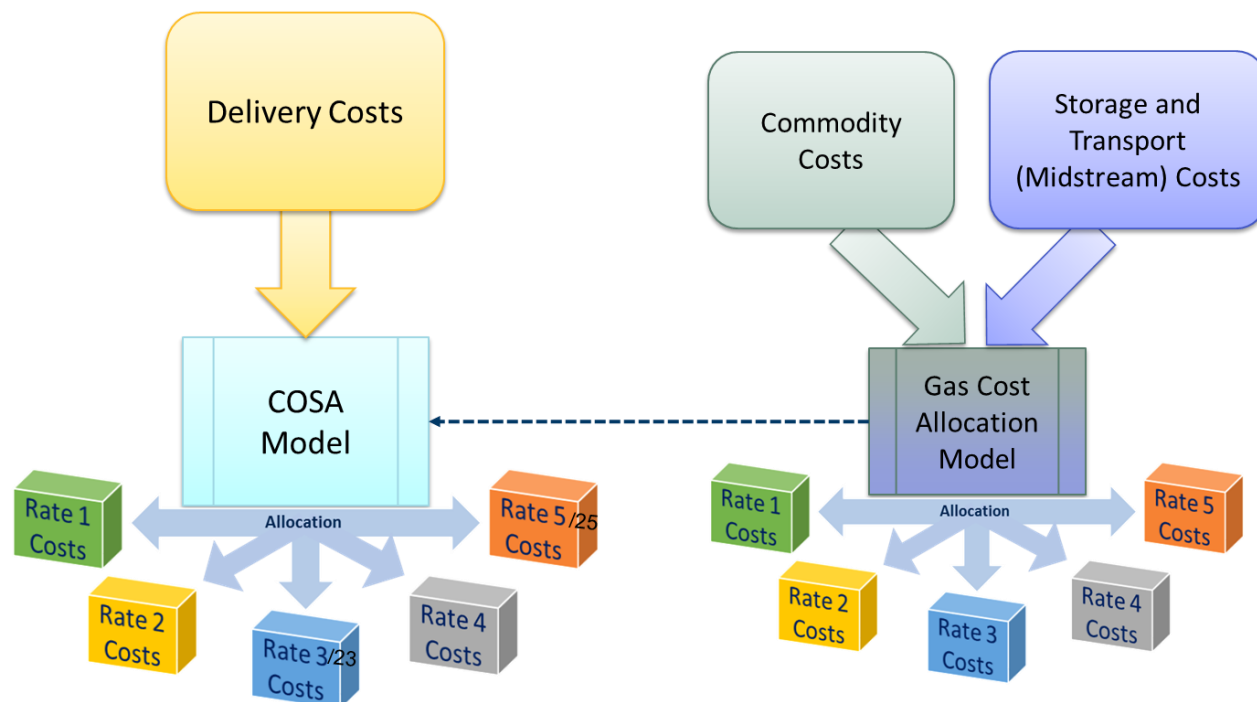 Delivery Costs
Commodity
Costs
Storage and
Transport
(Midstream) Costs
COSA
Model
Gas Cost
Allocation
Model
Allocation
Rate 1
Costs
Rate 2
Costs
Rate 3/23
Costs
Rate 4
Costs
Rate 5/25
Costs
Allocation
Rate 1
Costs
Rate 2
Costs
Rate 3
Costs
Rate 4
Costs
Rate 5
Costs